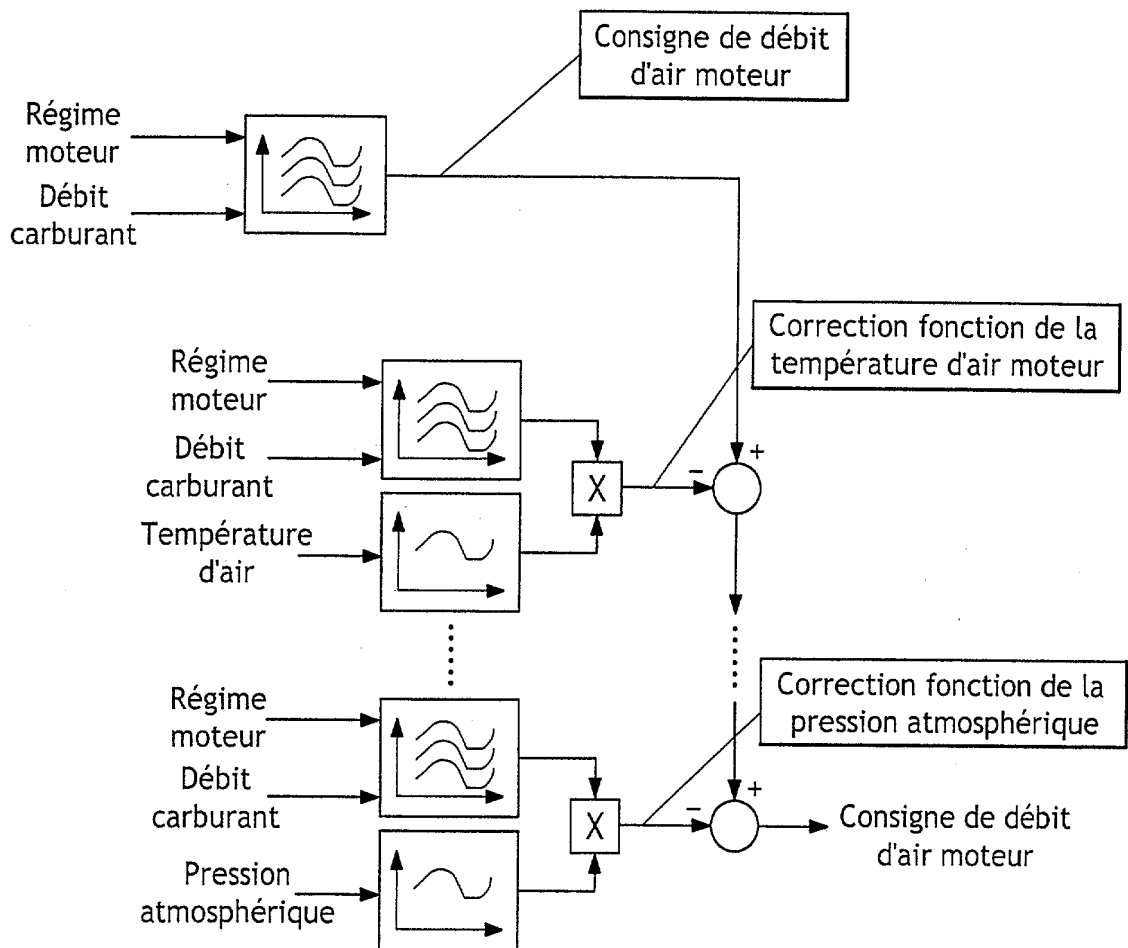 Consigne de débit
d'air moteur
Régime
moteur
Débit
carburant
Correction fonction de la
température d'air moteur
+
−
Régime
moteur
Débit
carburant
X
Température
d'air
Correction fonction de la
pression atmosphérique
+
−
Régime
moteur
Débit
carburant
X
Consigne de débit
d'air moteur
Pression
atmosphérique